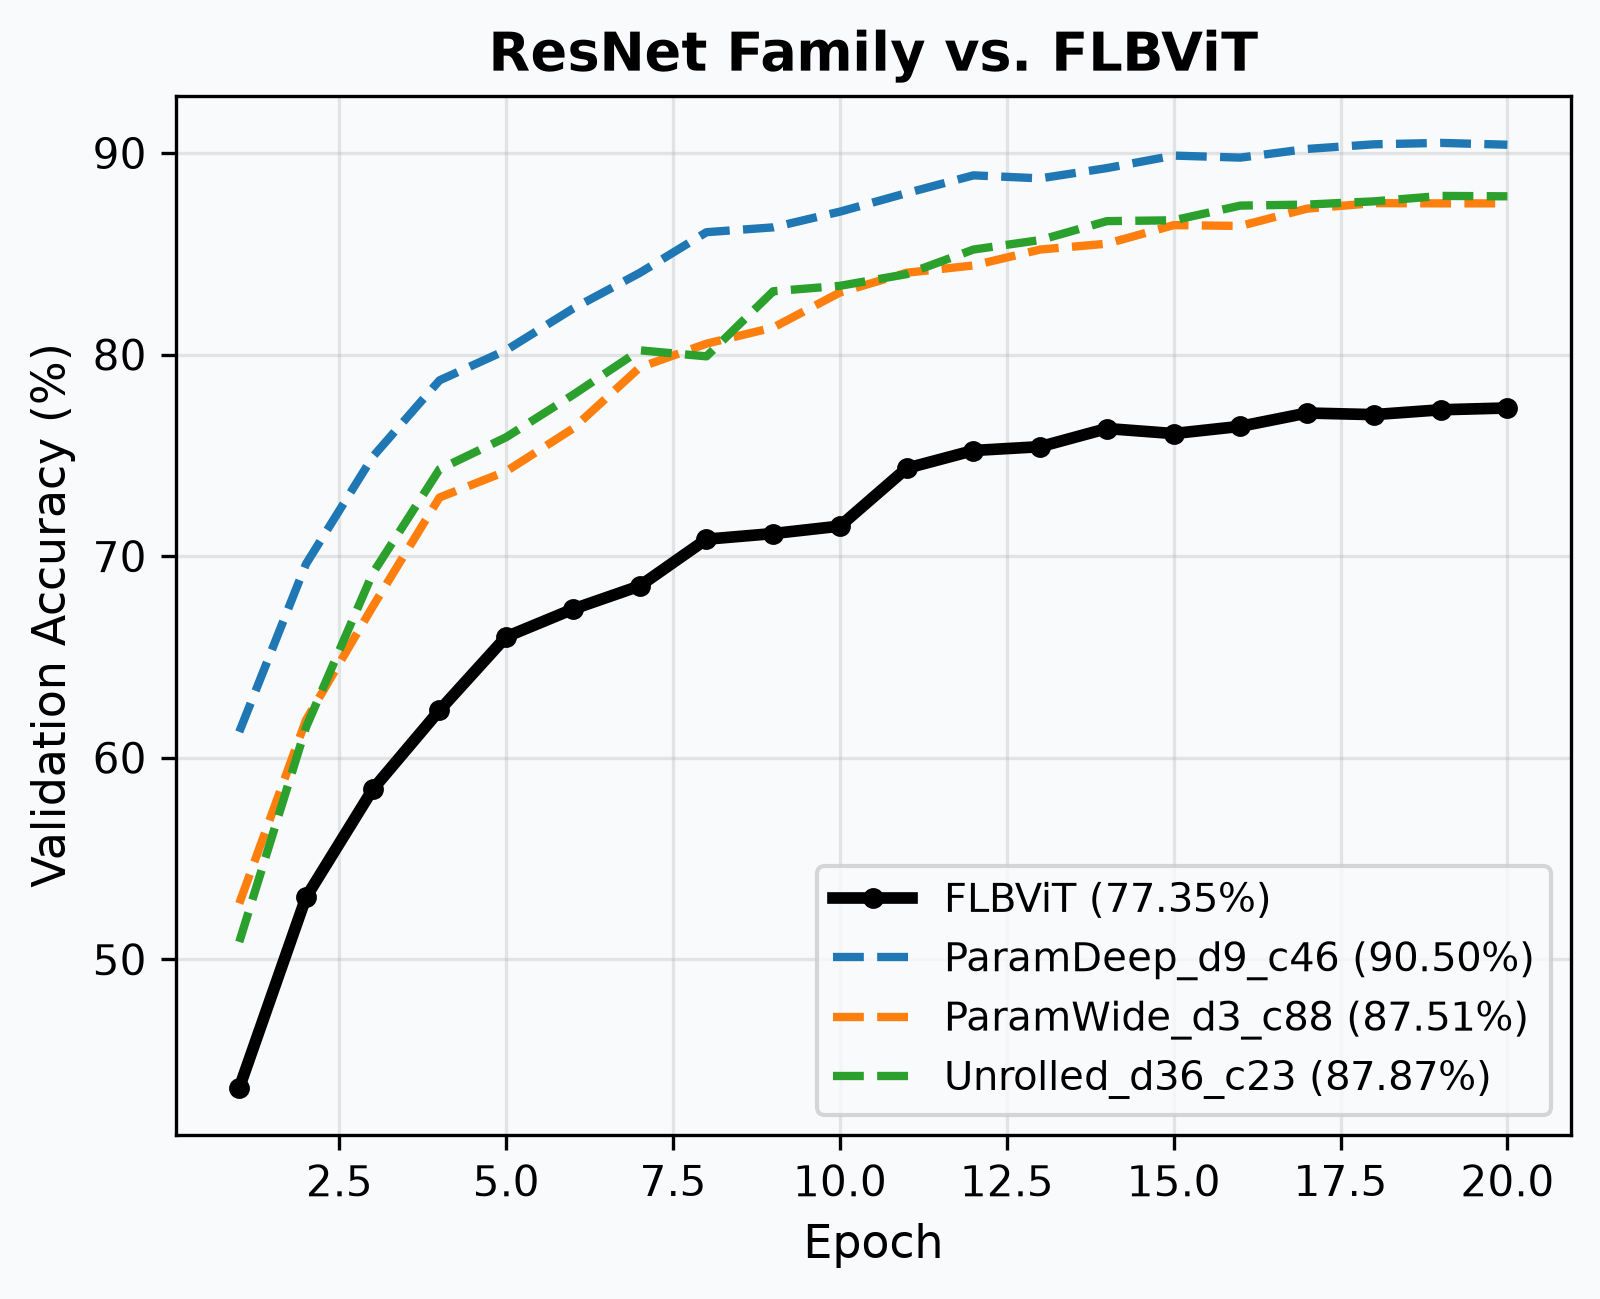 ResNet Family vs. FLBViT
Validation Accuracy (%)
90
80
70
60
50
FLBViT (77.35%)
ParamDeep_d9_c46 (90.50%)
ParamWide_d3_c88 (87.51%)
Unrolled_d36_c23 (87.87%)
2.5 5.0 7.5 10.0 12.5 15.0 17.5 20.0
Epoch